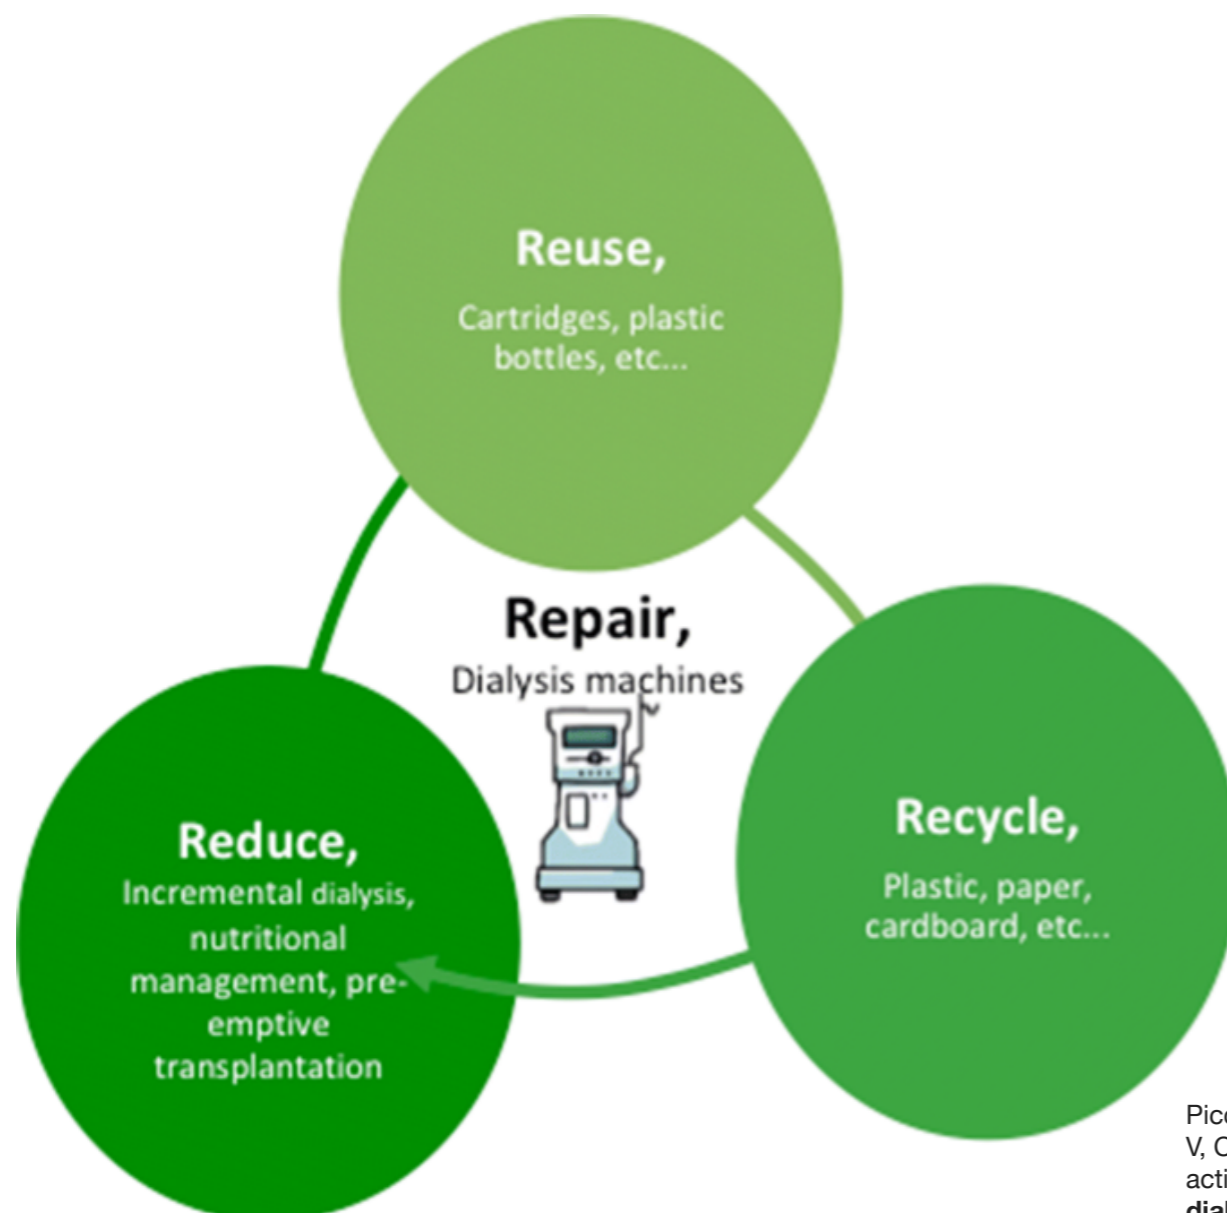 Reuse,
Cartridges, plastic
bottles, etc...
Repair,
Dialysis machines
Reduce,
Incremental dialysis,
nutritional
management, pre-
emptive
transplantation
Recycle,
Plastic, paper,
cardboard, etc...
V,
acti